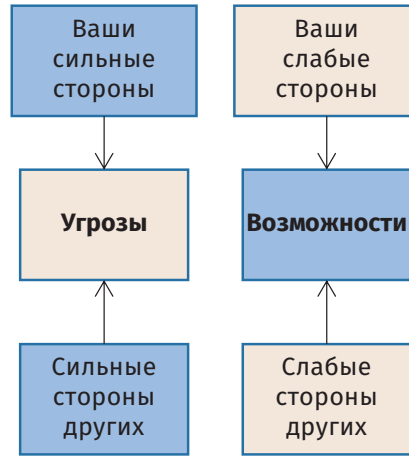 Ваши
сильные
стороны
Ваши
слабые
стороны
Угрозы
Возможности
Сильные
стороны
других
Слабые
стороны
других